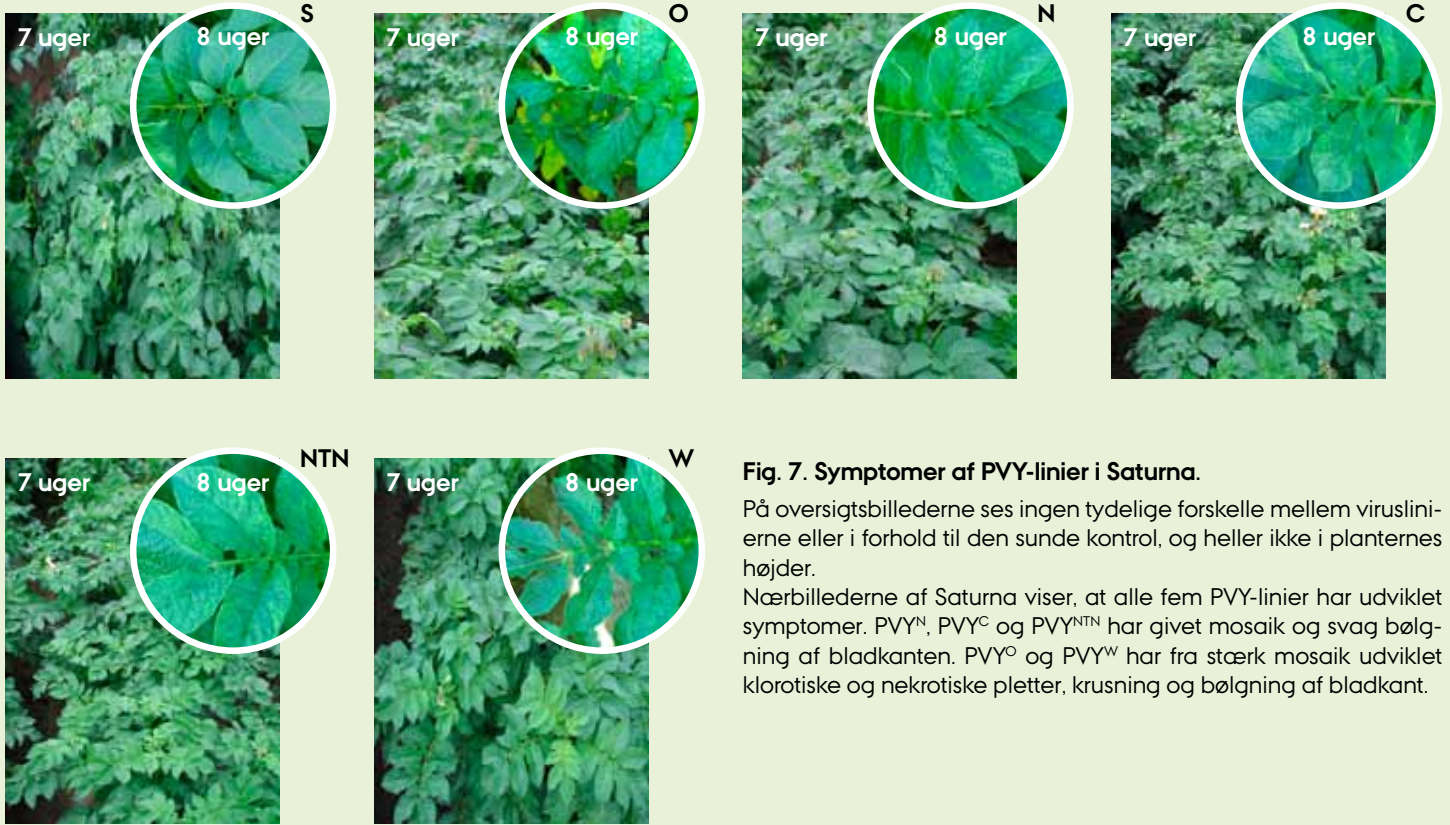 S
7 uger 8 uger
O
7 uger 8 uger
N
7 uger 8 uger
C
7 uger 8 uger
NTN
7 uger 8 uger
W
7 uger 8 uger
Fig. 7. Symptomer af PVY-linier i Saturna.
På oversigtsbillederne ses ingen tydelige forskelle mellem viruslini-
erne eller i forhold til den sunde kontrol, og heller ikke i planternes
højder.
Nærbillederne af Saturna viser, at alle fem PVY-linier har udviklet
symptomer. PVYᴺ, PVYᶜ og PVYᴺᵀᴺ har givet mosaik og svag bølg-
ning af bladkanten. PVYᴼ og PVYᵂ har fra stærk mosaik udviklet
klorotiske og nekrotiske pletter, krusning og bølgning af bladkant.